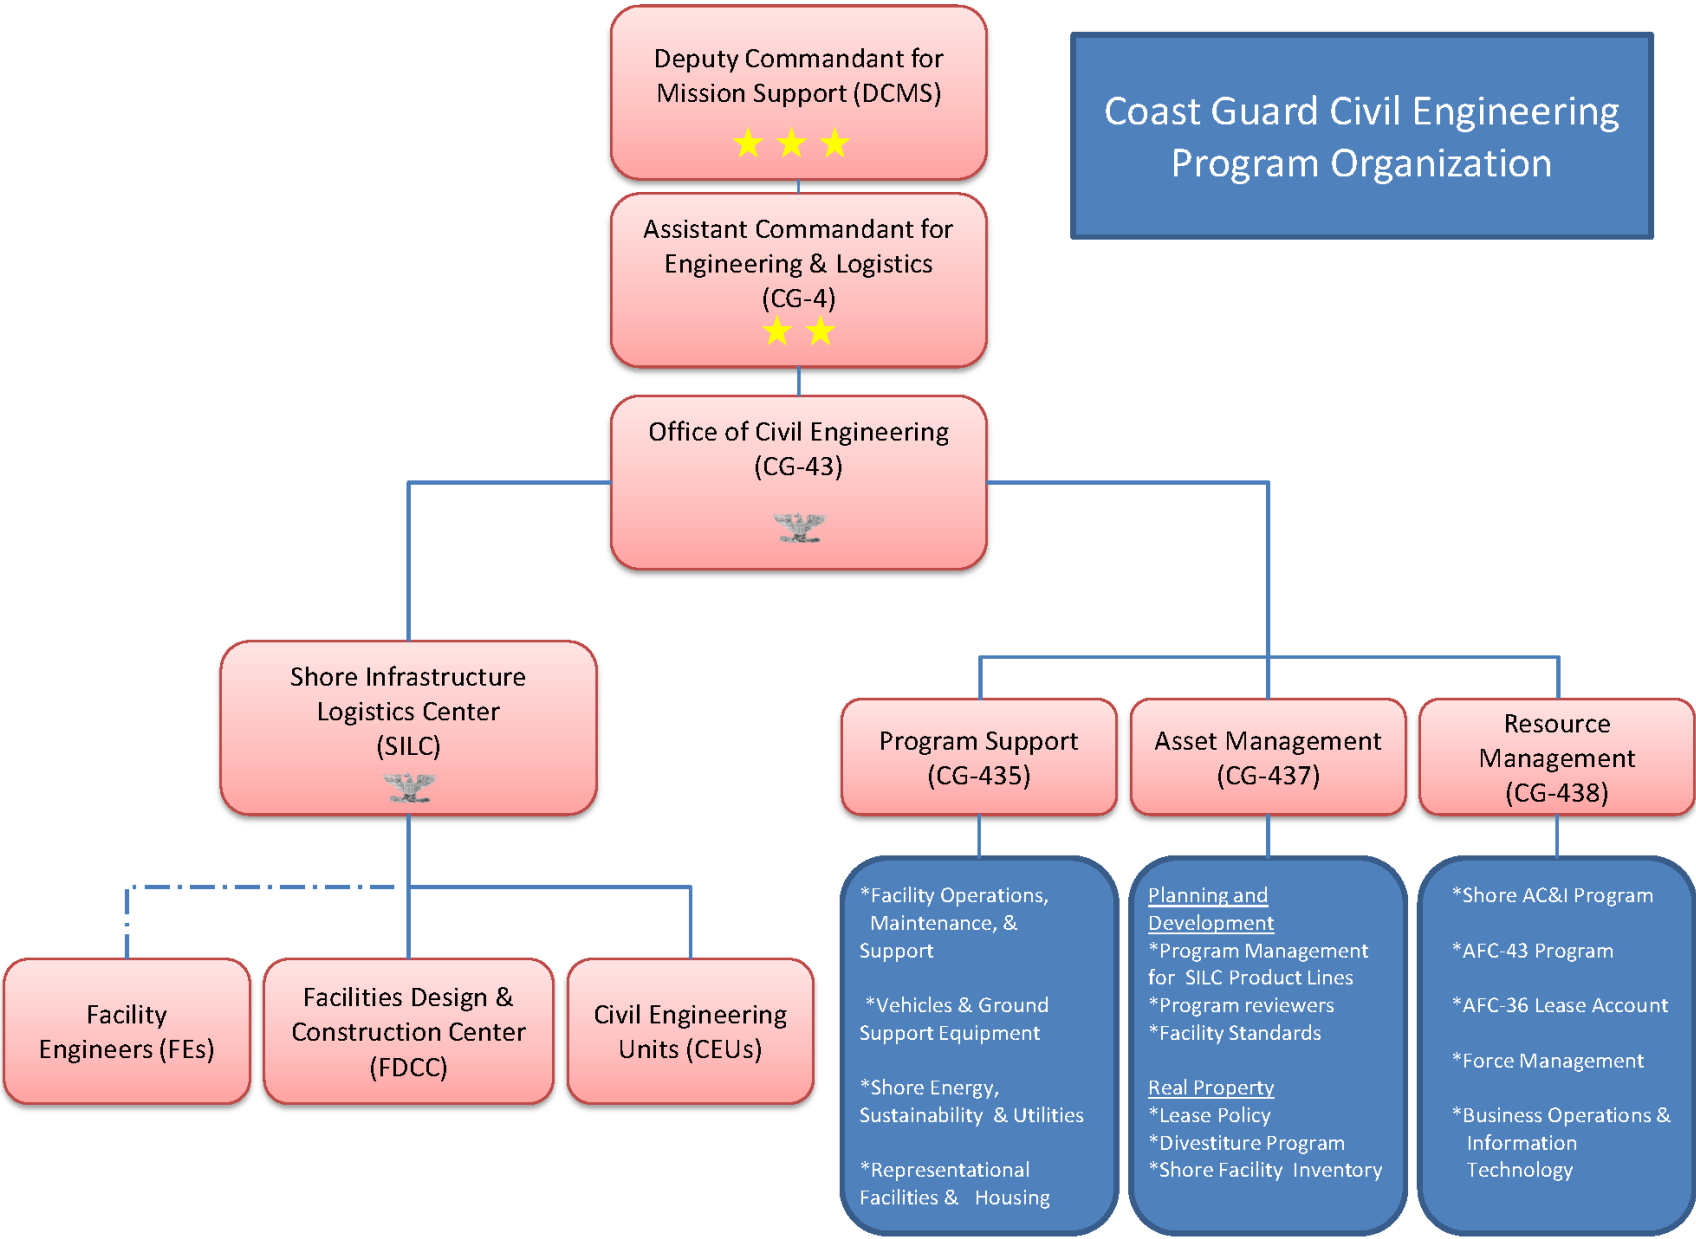 Deputy Commandant for
Mission Support (DCMS)
Coast Guard Civil Engineering
Program Organization
Assistant Commandant for
Engineering & Logistics
(CG-4)
Office of Civil Engineering
(CG-43)
Shore Infrastructure
Logistics Center
(SILC)
Program Support
(CG-435)
Asset Management
(CG-437)
Resource
Management
(CG-438)
Facility
Engineers (FEs)
Facilities Design &
Construction Center
(FDCC)
Civil Engineering
Units (CEUs)
*Facility Operations,
Maintenance, &
Support
*Vehicles & Ground
Support Equipment
*Shore Energy,
Sustainability & Utilities
*Representational
Facilities & Housing
Planning and
Development
*Program Management
for SILC Product Lines
*Program reviewers
*Facility Standards
Real Property
*Lease Policy
*Divestiture Program
*Shore Facility Inventory
*Shore AC&I Program
*AFC-43 Program
*AFC-36 Lease Account
*Force Management
*Business Operations &
Information
Technology